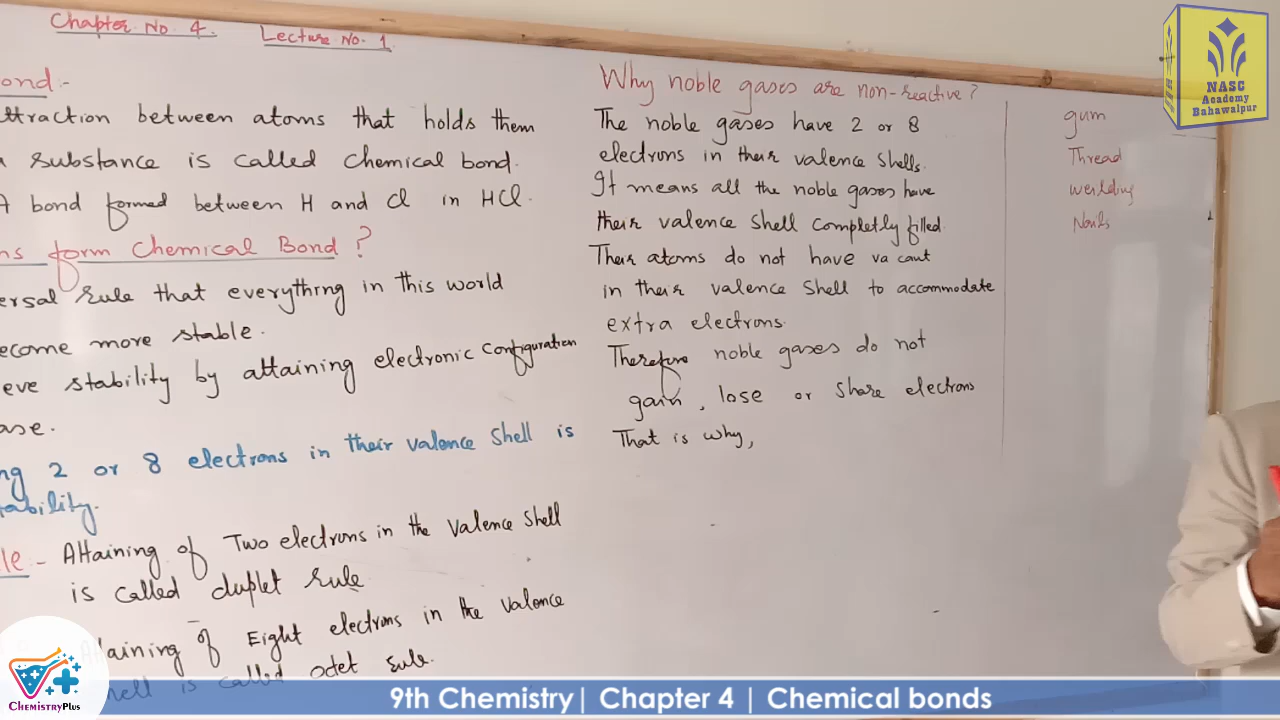 Chapter No. 4. Lecture No. 1
ond:-
ttraction between atoms that holds them
substance is called chemical bond.
A bond formed between H and Cl in HCl.
ns form Chemical Bond?
ersal rule that everything in this world
ecome more stable.
eve stability by attaining electronic configuration
ase.
ng 2 or 8 electrons in their valence shell is
tability.
le:- Attaining of Two electrons in the valence shell
is called duplet rule
ttaining of Eight electrons in the valence
hell is called octet rule.
Why noble gases are non-reactive?
The noble gases have 2 or 8
electrons in their valence shells.
It means all the noble gases have
their valence shell completly filled.
Their atoms do not have va cant
in their valence shell to accommodate
extra electrons.
Therefore noble gases do not
gain, lose or share electrons
That is why,
gum
Thread
werlding
Nails
NASC
Academy
Bahawalpur
ChemistryPlus
9th Chemistry| Chapter 4 | Chemical bonds